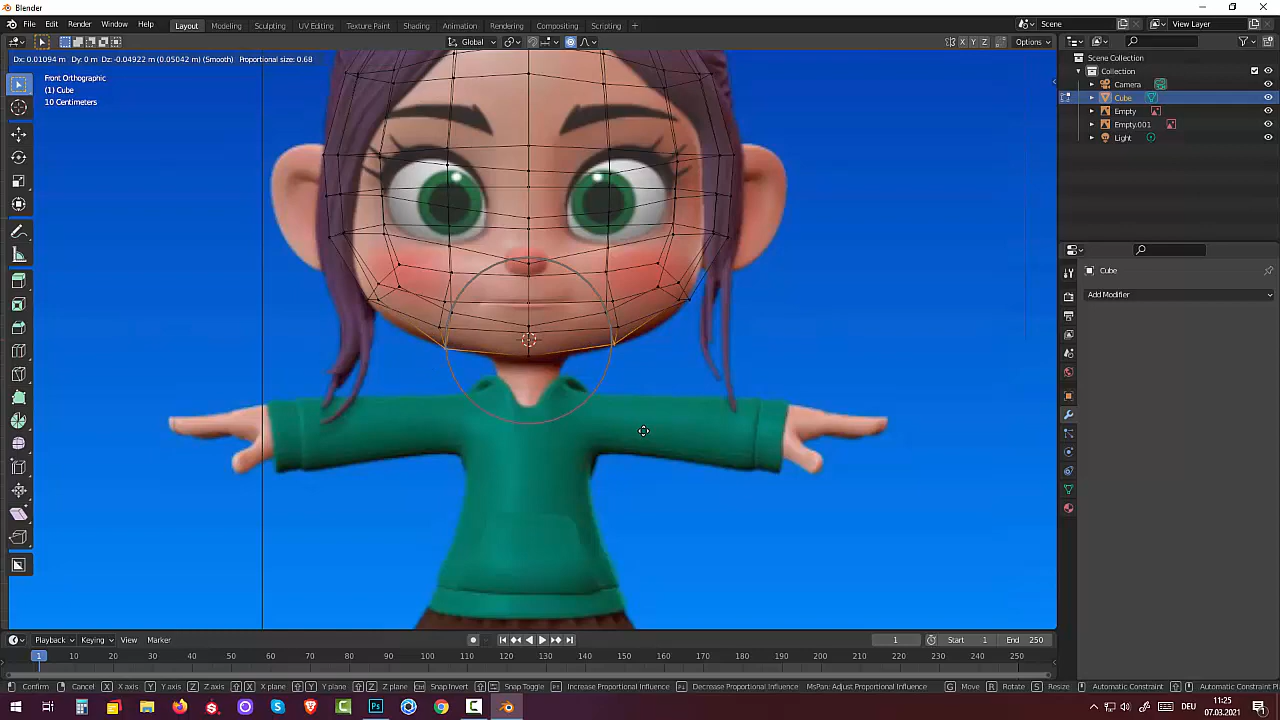 Blender
File Edit Render Window Help Layout Modeling Sculpting UV Editing Texture Paint Shading Animation Rendering Compositing Scripting Scene View Layer
Global X Y Z Options
Dx: 0.01094 m Dy: 0 m Dz: -0.04922 m (0.05042 m) (Smooth) Proportional size: 0.68
Front Orthographic
(1) Cube
10 Centimeters
Scene Collection
Collection
Camera
Cube
Empty
Empty.001
Light
Cube
Add Modifier
Playback Keying View Marker 1 Start 1 End 250
1 10 20 30 40 50 60 70 80 90 100 110 120 130 140 150 160 170 180 190 200 210 220 230 240 250
Confirm Cancel X X axis Y Y axis Z Z axis X X plane Y Y plane Z Z plane Snap Invert Snap Toggle Increase Proportional Influence Decrease Proportional Influence MsPan: Adjust Proportional Influence G Move R Rotate S Resize Automatic Constraint Automatic Constraint Pla
DEU 11:25
07.03.2021